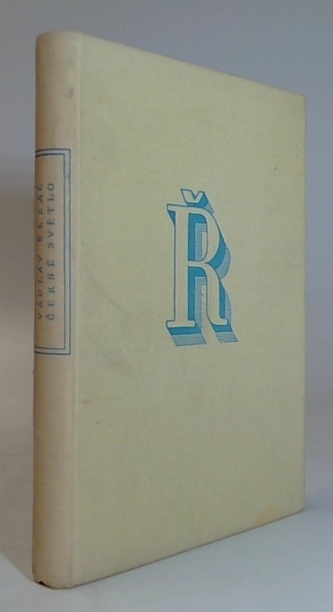 VÁCLAV ŘEZÁČ
ČERNÉ SVĚTLO
Ř